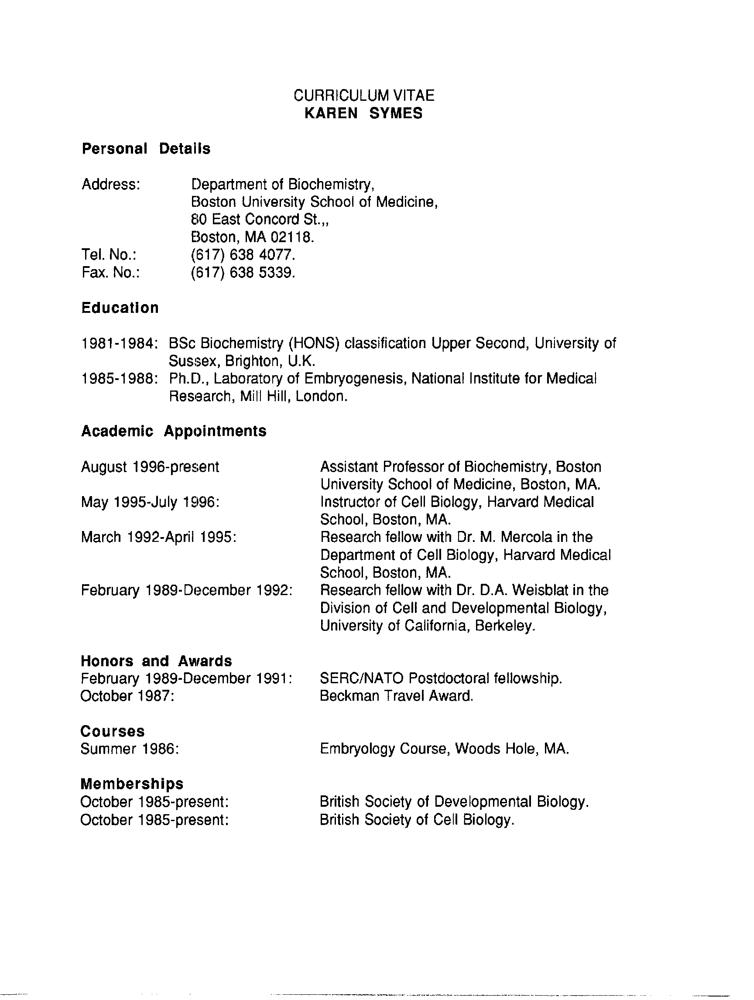 CURRICULUM VITAE
KAREN SYMES
Personal Details
Address: Department of Biochemistry,
Boston University School of Medicine,
80 East Concord St.,,
Boston, MA 02118.
Tel. No.: (617) 638 4077.
Fax. No.: (617) 638 5339.
Education
1981-1984: BSc Biochemistry (HONS) classification Upper Second, University of
Sussex, Brighton, U.K.
1985-1988: Ph.D., Laboratory of Embryogenesis, National Institute for Medical
Research, Mill Hill, London.
Academic Appointments
August 1996-present Assistant Professor of Biochemistry, Boston
University School of Medicine, Boston, MA.
May 1995-July 1996: Instructor of Cell Biology, Harvard Medical
School, Boston, MA.
March 1992-April 1995: Research fellow with Dr. M. Mercola in the
Department of Cell Biology, Harvard Medical
School, Boston, MA.
February 1989-December 1992: Research fellow with Dr. D.A. Weisblat in the
Division of Cell and Developmental Biology,
University of California, Berkeley.
Honors and Awards
February 1989-December 1991: SERC/NATO Postdoctoral fellowship.
October 1987: Beckman Travel Award.
Courses
Summer 1986: Embryology Course, Woods Hole, MA.
Memberships
October 1985-present: British Society of Developmental Biology.
October 1985-present: British Society of Cell Biology.